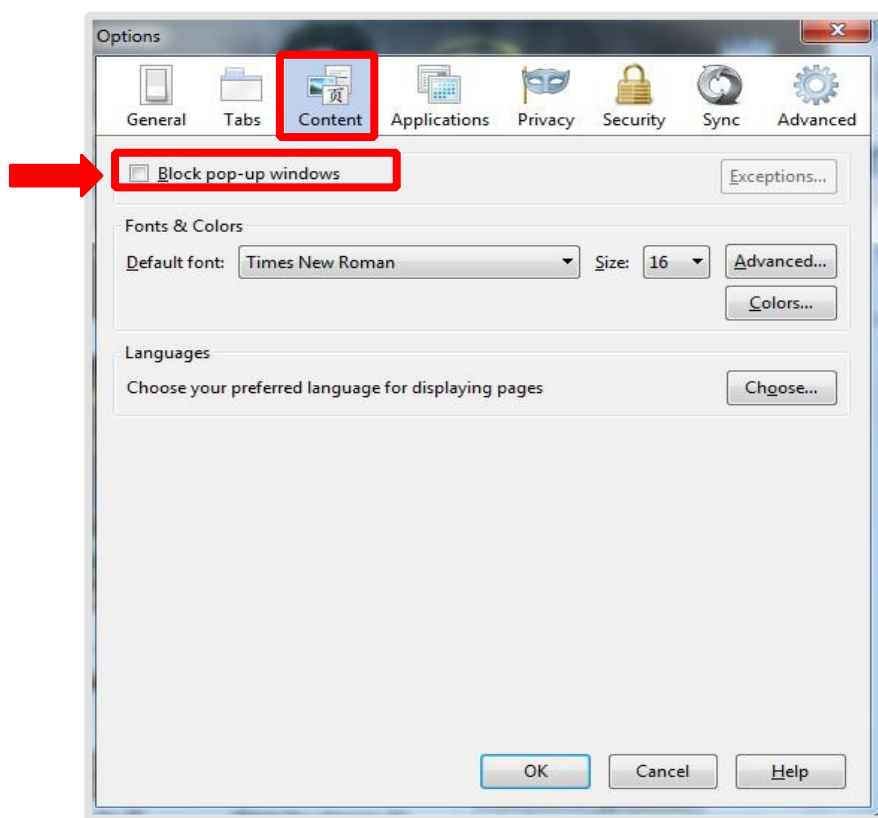 Options
General Tabs Content Applications Privacy Security Sync Advanced
Block pop-up windows Exceptions...
Fonts & Colors
Default font: Times New Roman Size: 16 Advanced...
Colors...
Languages
Choose your preferred language for displaying pages Choose...
OK Cancel Help